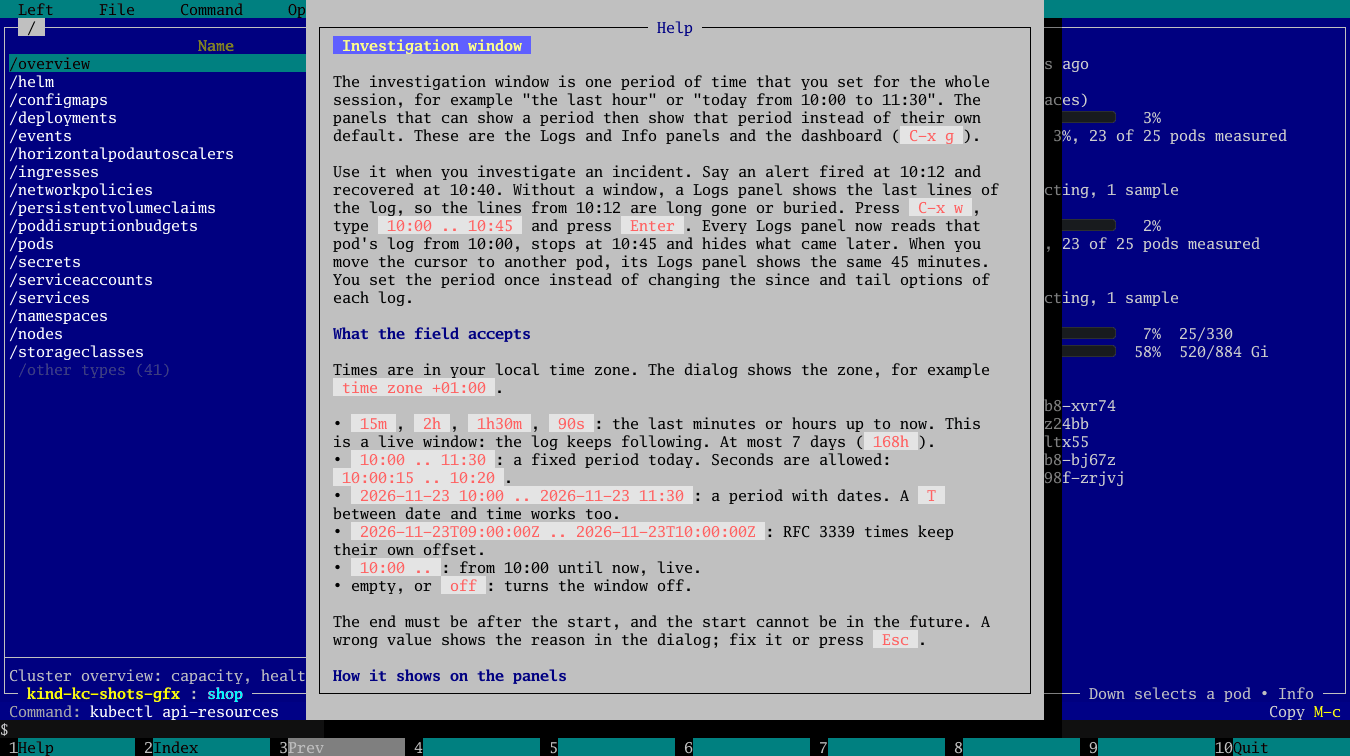 Left File Command Op
/
Help
Name
Investigation window
/overview
s ago
/helm
The investigation window is one period of time that you set for the whole
/configmaps
session, for example "the last hour" or "today from 10:00 to 11:30". The
aces)
/deployments
panels that can show a period then show that period instead of their own
3%
/events
default. These are the Logs and Info panels and the dashboard ( C-x g ).
3%, 23 of 25 pods measured
/horizontalpodautoscalers
/ingresses
Use it when you investigate an incident. Say an alert fired at 10:12 and
/networkpolicies
recovered at 10:40. Without a window, a Logs panel shows the last lines of
cting, 1 sample
/persistentvolumeclaims
the log, so the lines from 10:12 are long gone or buried. Press C-x w ,
/poddisruptionbudgets
type 10:00 .. 10:45 and press Enter . Every Logs panel now reads that
2%
/pods
pod's log from 10:00, stops at 10:45 and hides what came later. When you
, 23 of 25 pods measured
/secrets
move the cursor to another pod, its Logs panel shows the same 45 minutes.
/serviceaccounts
You set the period once instead of changing the since and tail options of
/services
each log.
cting, 1 sample
/namespaces
/nodes
What the field accepts
7% 25/330
/storageclasses
58% 520/884 Gi
/other types (41)
Times are in your local time zone. The dialog shows the zone, for example
time zone +01:00 .
b8-xvr74
• 15m , 2h , 1h30m , 90s : the last minutes or hours up to now. This
z24bb
is a live window: the log keeps following. At most 7 days ( 168h ).
ltx55
• 10:00 .. 11:30 : a fixed period today. Seconds are allowed:
b8-bj67z
10:00:15 .. 10:20 .
98f-zrjvj
• 2026-11-23 10:00 .. 2026-11-23 11:30 : a period with dates. A T
between date and time works too.
• 2026-11-23T09:00:00Z .. 2026-11-23T10:00:00Z : RFC 3339 times keep
their own offset.
• 10:00 .. : from 10:00 until now, live.
• empty, or off : turns the window off.
The end must be after the start, and the start cannot be in the future. A
wrong value shows the reason in the dialog; fix it or press Esc .
How it shows on the panels
Cluster overview: capacity, healt
kind-kc-shots-gfx : shop
Down selects a pod • Info
Command: kubectl api-resources
Copy M-c
$
1Help 2Index 3Prev 4 5 6 7 8 9 10Quit